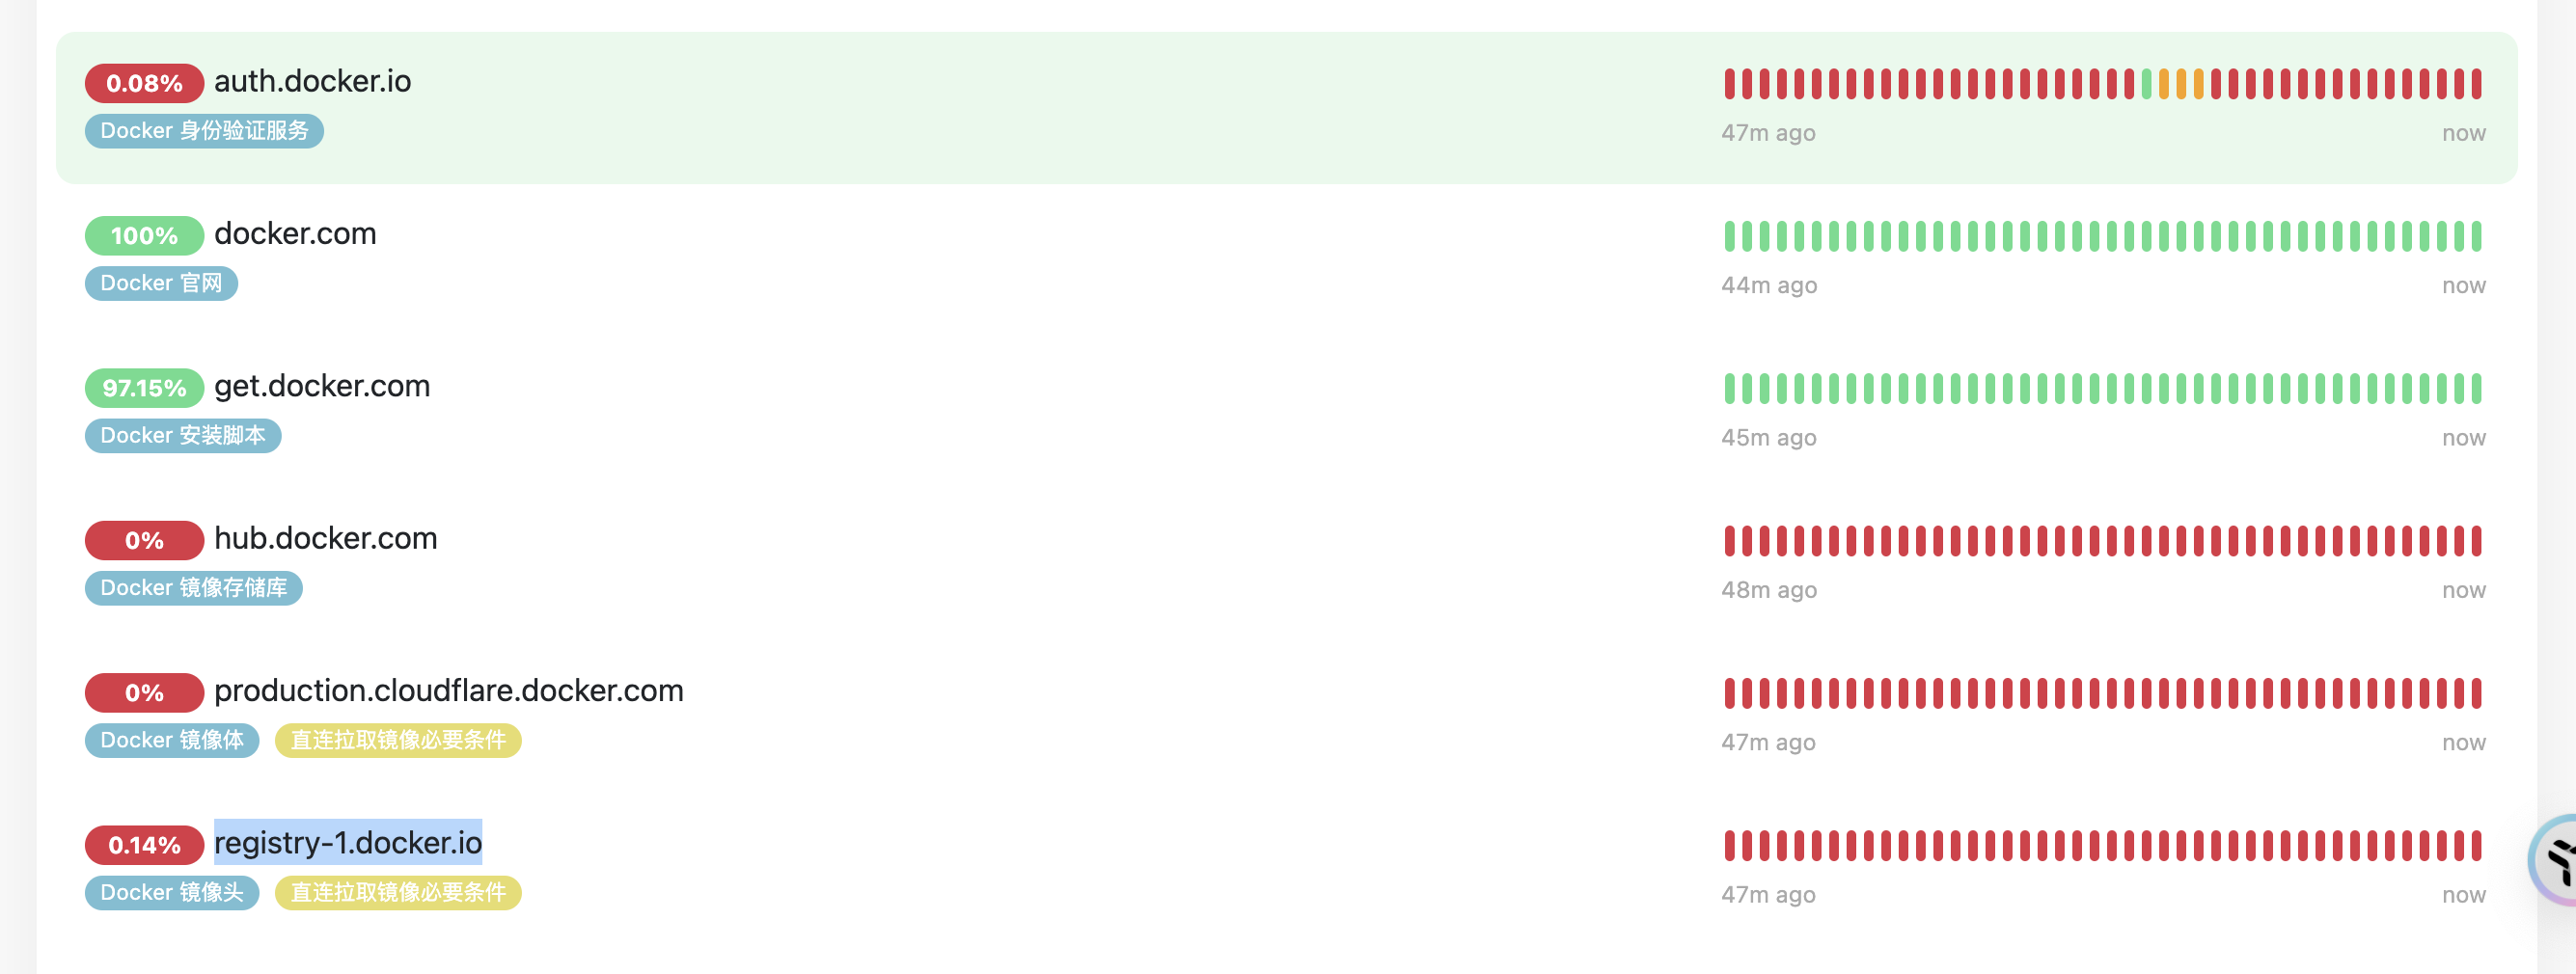 0.08% auth.docker.io
Docker 身份验证服务
47m ago now
100% docker.com
Docker 官网
44m ago now
97.15% get.docker.com
Docker 安装脚本
45m ago now
0% hub.docker.com
Docker 镜像存储库
48m ago now
0% production.cloudflare.docker.com
Docker 镜像体 直连拉取镜像必要条件
47m ago now
0.14% registry-1.docker.io
Docker 镜像头 直连拉取镜像必要条件
47m ago now